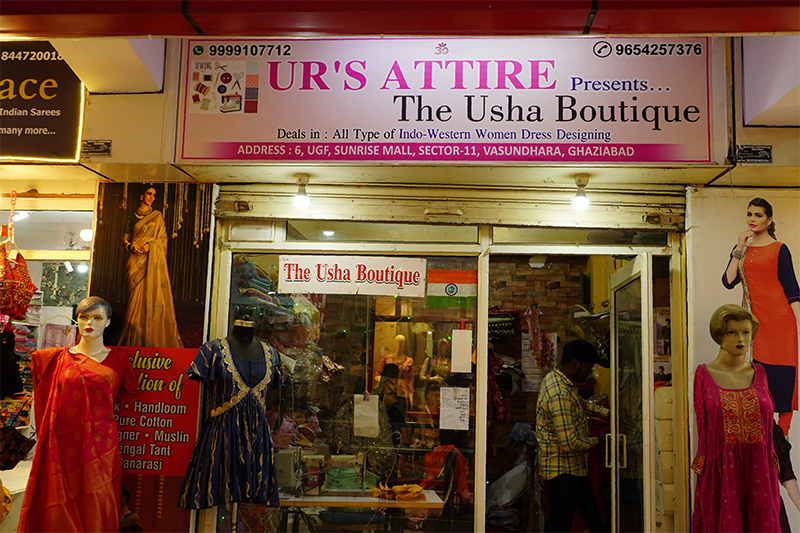 844720018
ace
Indian Sarees
many more...
9999107712
9654257376
SEWING
UR'S ATTIRE Presents...
The Usha Boutique
Deals in : All Type of Indo-Western Women Dress Designing
ADDRESS : 6, UGF, SUNRISE MALL, SECTOR-11, VASUNDHARA, GHAZIABAD
The Usha Boutique
clusive
tion of
k • Handloom
Pure Cotton
gner • Muslin
engal Tant
anarasi